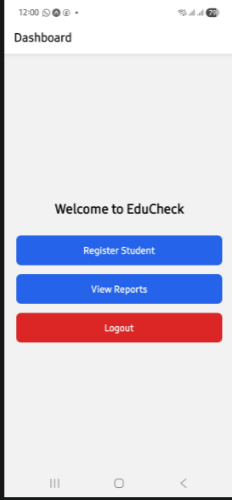 12:00
Dashboard
Welcome to EduCheck
Register Student
View Reports
Logout